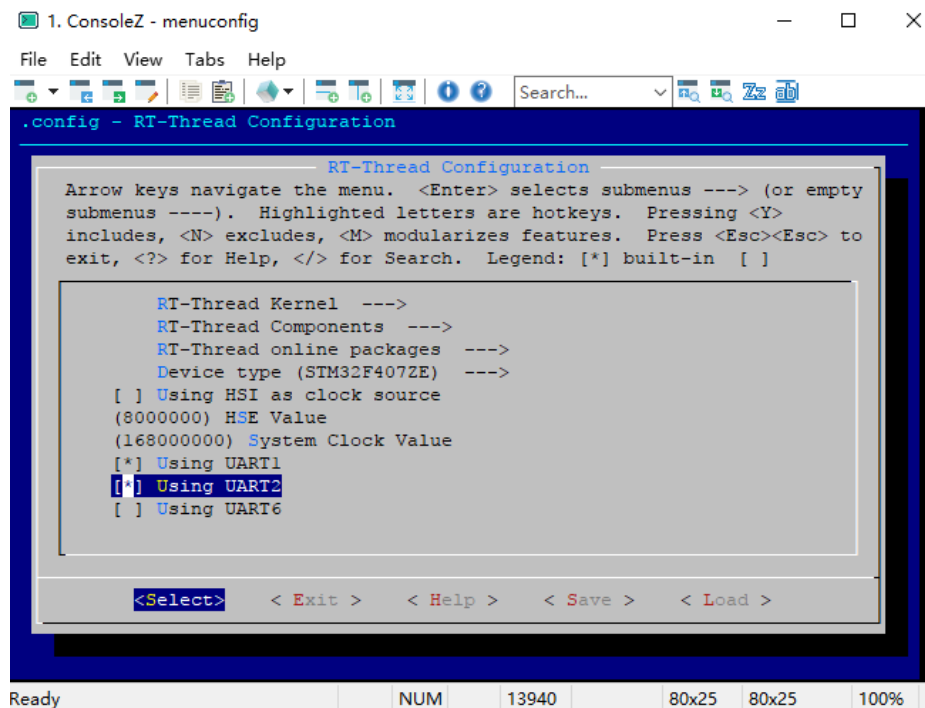 1. ConsoleZ - menuconfig
File Edit View Tabs Help
Search...
.config - RT-Thread Configuration
RT-Thread Configuration
Arrow keys navigate the menu. <Enter> selects submenus ---> (or empty
submenus ----). Highlighted letters are hotkeys. Pressing <Y>
includes, <N> excludes, <M> modularizes features. Press <Esc><Esc> to
exit, <?> for Help, </> for Search. Legend: [*] built-in [ ]
RT-Thread Kernel --->
RT-Thread Components --->
RT-Thread online packages --->
Device type (STM32F407ZE) --->
[ ] Using HSI as clock source
(8000000) HSE Value
(168000000) System Clock Value
[*] Using UART1
[*] Using UART2
[ ] Using UART6
<Select> < Exit > < Help > < Save > < Load >
Ready NUM 13940 80x25 80x25 100%